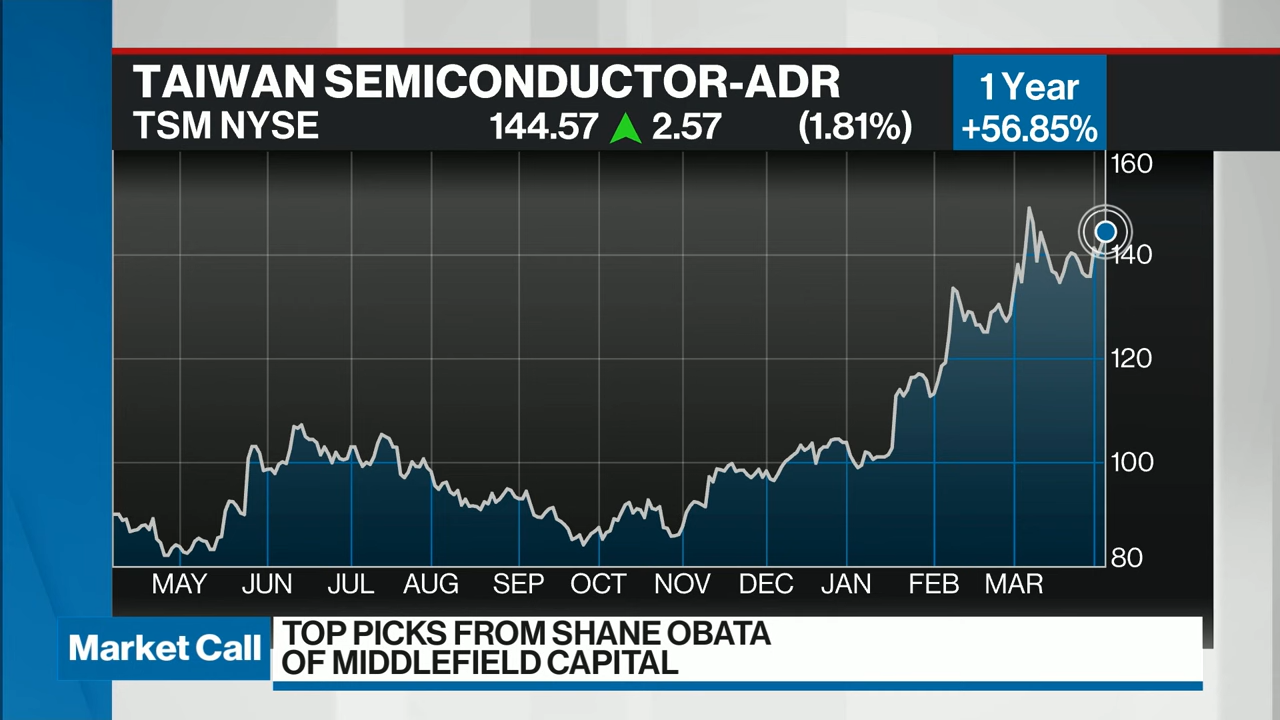 TAIWAN SEMICONDUCTOR-ADR
TSM NYSE 144.57 2.57 (1.81%)
1 Year
+56.85%
160
140
120
100
80
MAY JUN JUL AUG SEP OCT NOV DEC JAN FEB MAR
Market Call
TOP PICKS FROM SHANE OBATA
OF MIDDLEFIELD CAPITAL